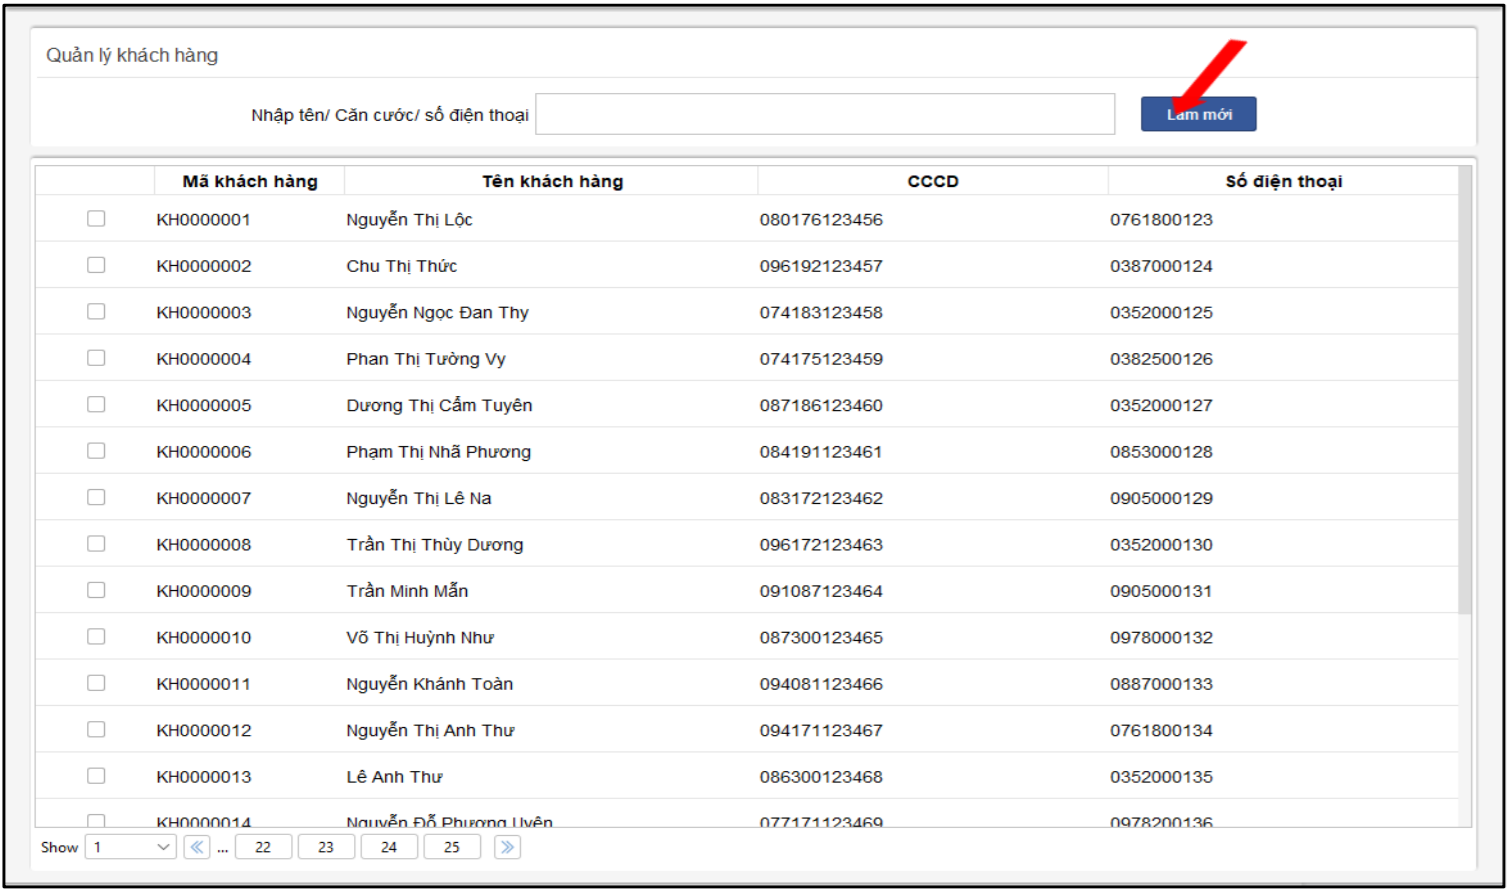 Quản lý khách hàng
Nhập tên/ Căn cước/ số điện thoại Làm mới
Mã khách hàng Tên khách hàng CCCD Số điện thoại
KH0000001 Nguyễn Thị Lộc 080176123456 0761800123
KH0000002 Chu Thị Thức 096192123457 0387000124
KH0000003 Nguyễn Ngọc Đan Thy 074183123458 0352000125
KH0000004 Phan Thị Tường Vy 074175123459 0382500126
KH0000005 Dương Thị Cẩm Tuyên 087186123460 0352000127
KH0000006 Phạm Thị Nhã Phương 084191123461 0853000128
KH0000007 Nguyễn Thị Lê Na 083172123462 0905000129
KH0000008 Trần Thị Thùy Dương 096172123463 0352000130
KH0000009 Trần Minh Mẫn 091087123464 0905000131
KH0000010 Võ Thị Huỳnh Như 087300123465 0978000132
KH0000011 Nguyễn Khánh Toàn 094081123466 0887000133
KH0000012 Nguyễn Thị Anh Thư 094171123467 0761800134
KH0000013 Lê Anh Thư 086300123468 0352000135
KH0000014 Nguyễn Đỗ Phương Uyên 077171123469 0978200136
Show 1 « ... 22 23 24 25 »